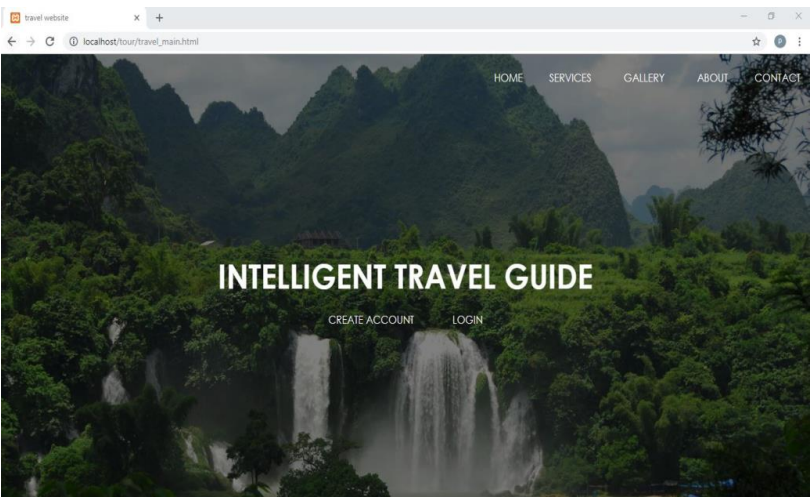 travel website
localhost/tour/travel_main.html
P
HOME SERVICES GALLERY ABOUT CONTACT
INTELLIGENT TRAVEL GUIDE
CREATE ACCOUNT LOGIN